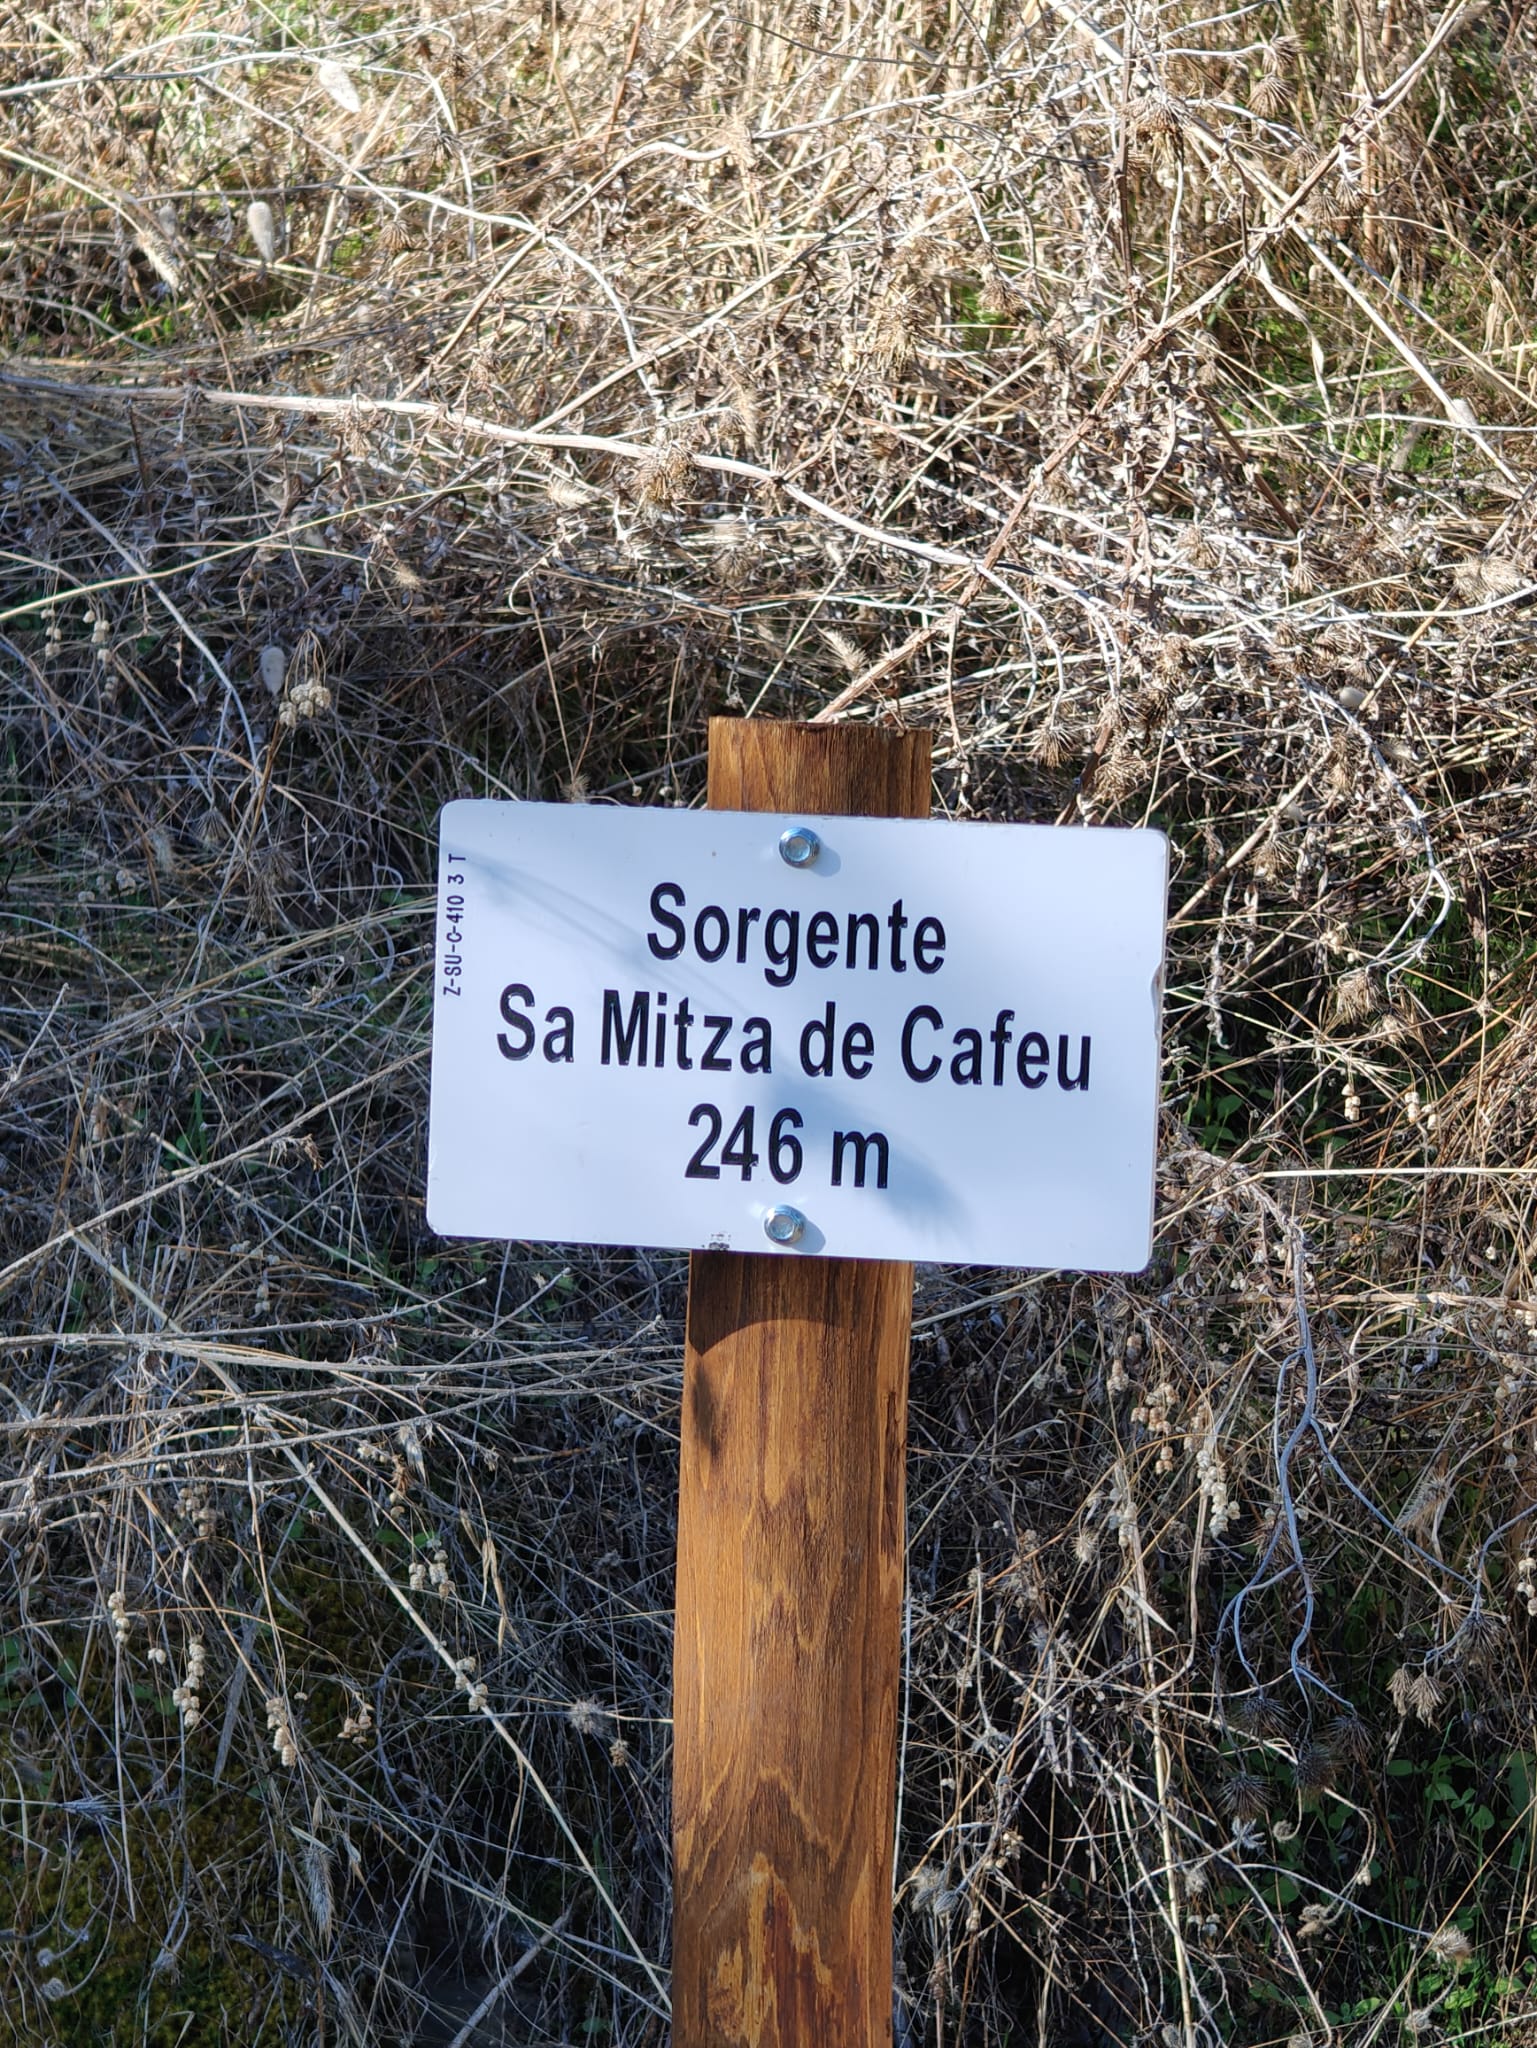 Z-SU-C-410 3 T
Sorgente
Sa Mitza de Cafeu
246 m